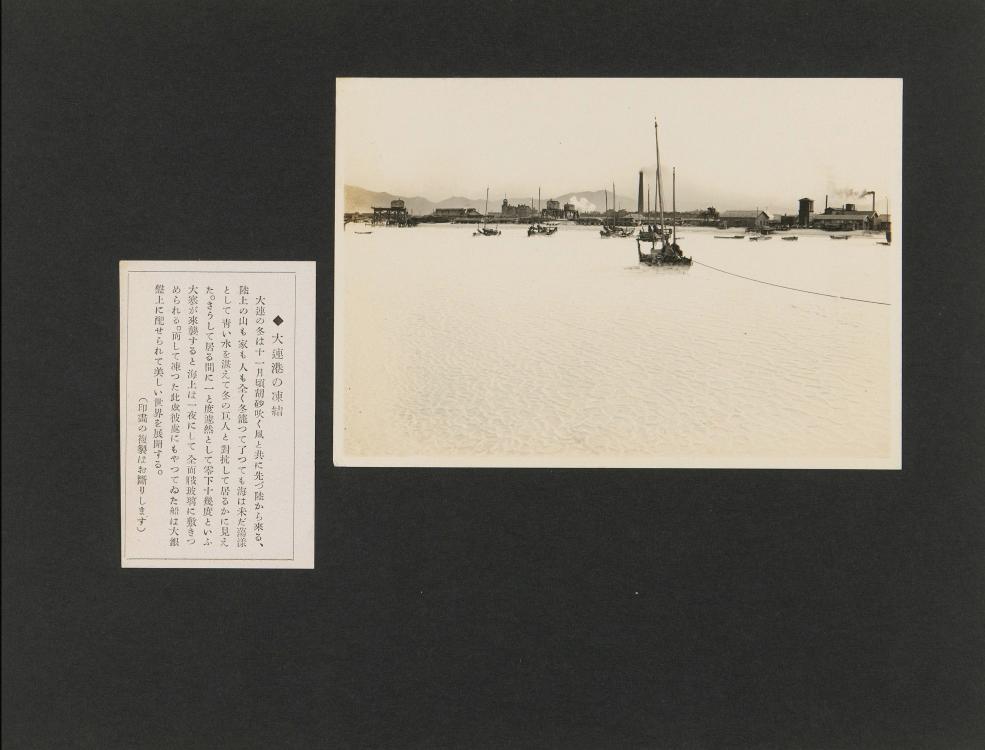 ◆ 大連港の凍結
大連の冬は十一月頃胡砂吹く風と共に先づ陸から來る、
陸上の山も家も人も全く冬籠つて了つても海は未だ蕩漾
として靑い水を湛えて冬の巨人と對抗して居るかに見え
た。さうして居る間に一と度遽然として零下十幾度といふ
大寒が來襲すると海上は一夜にして全面玻璃に敷きつ
められる。而して凍つた此處彼處にもやつてゐた船は大銀
盤上に配せられて美しい世界を展開する。
(印畵の複製はお斷りします)